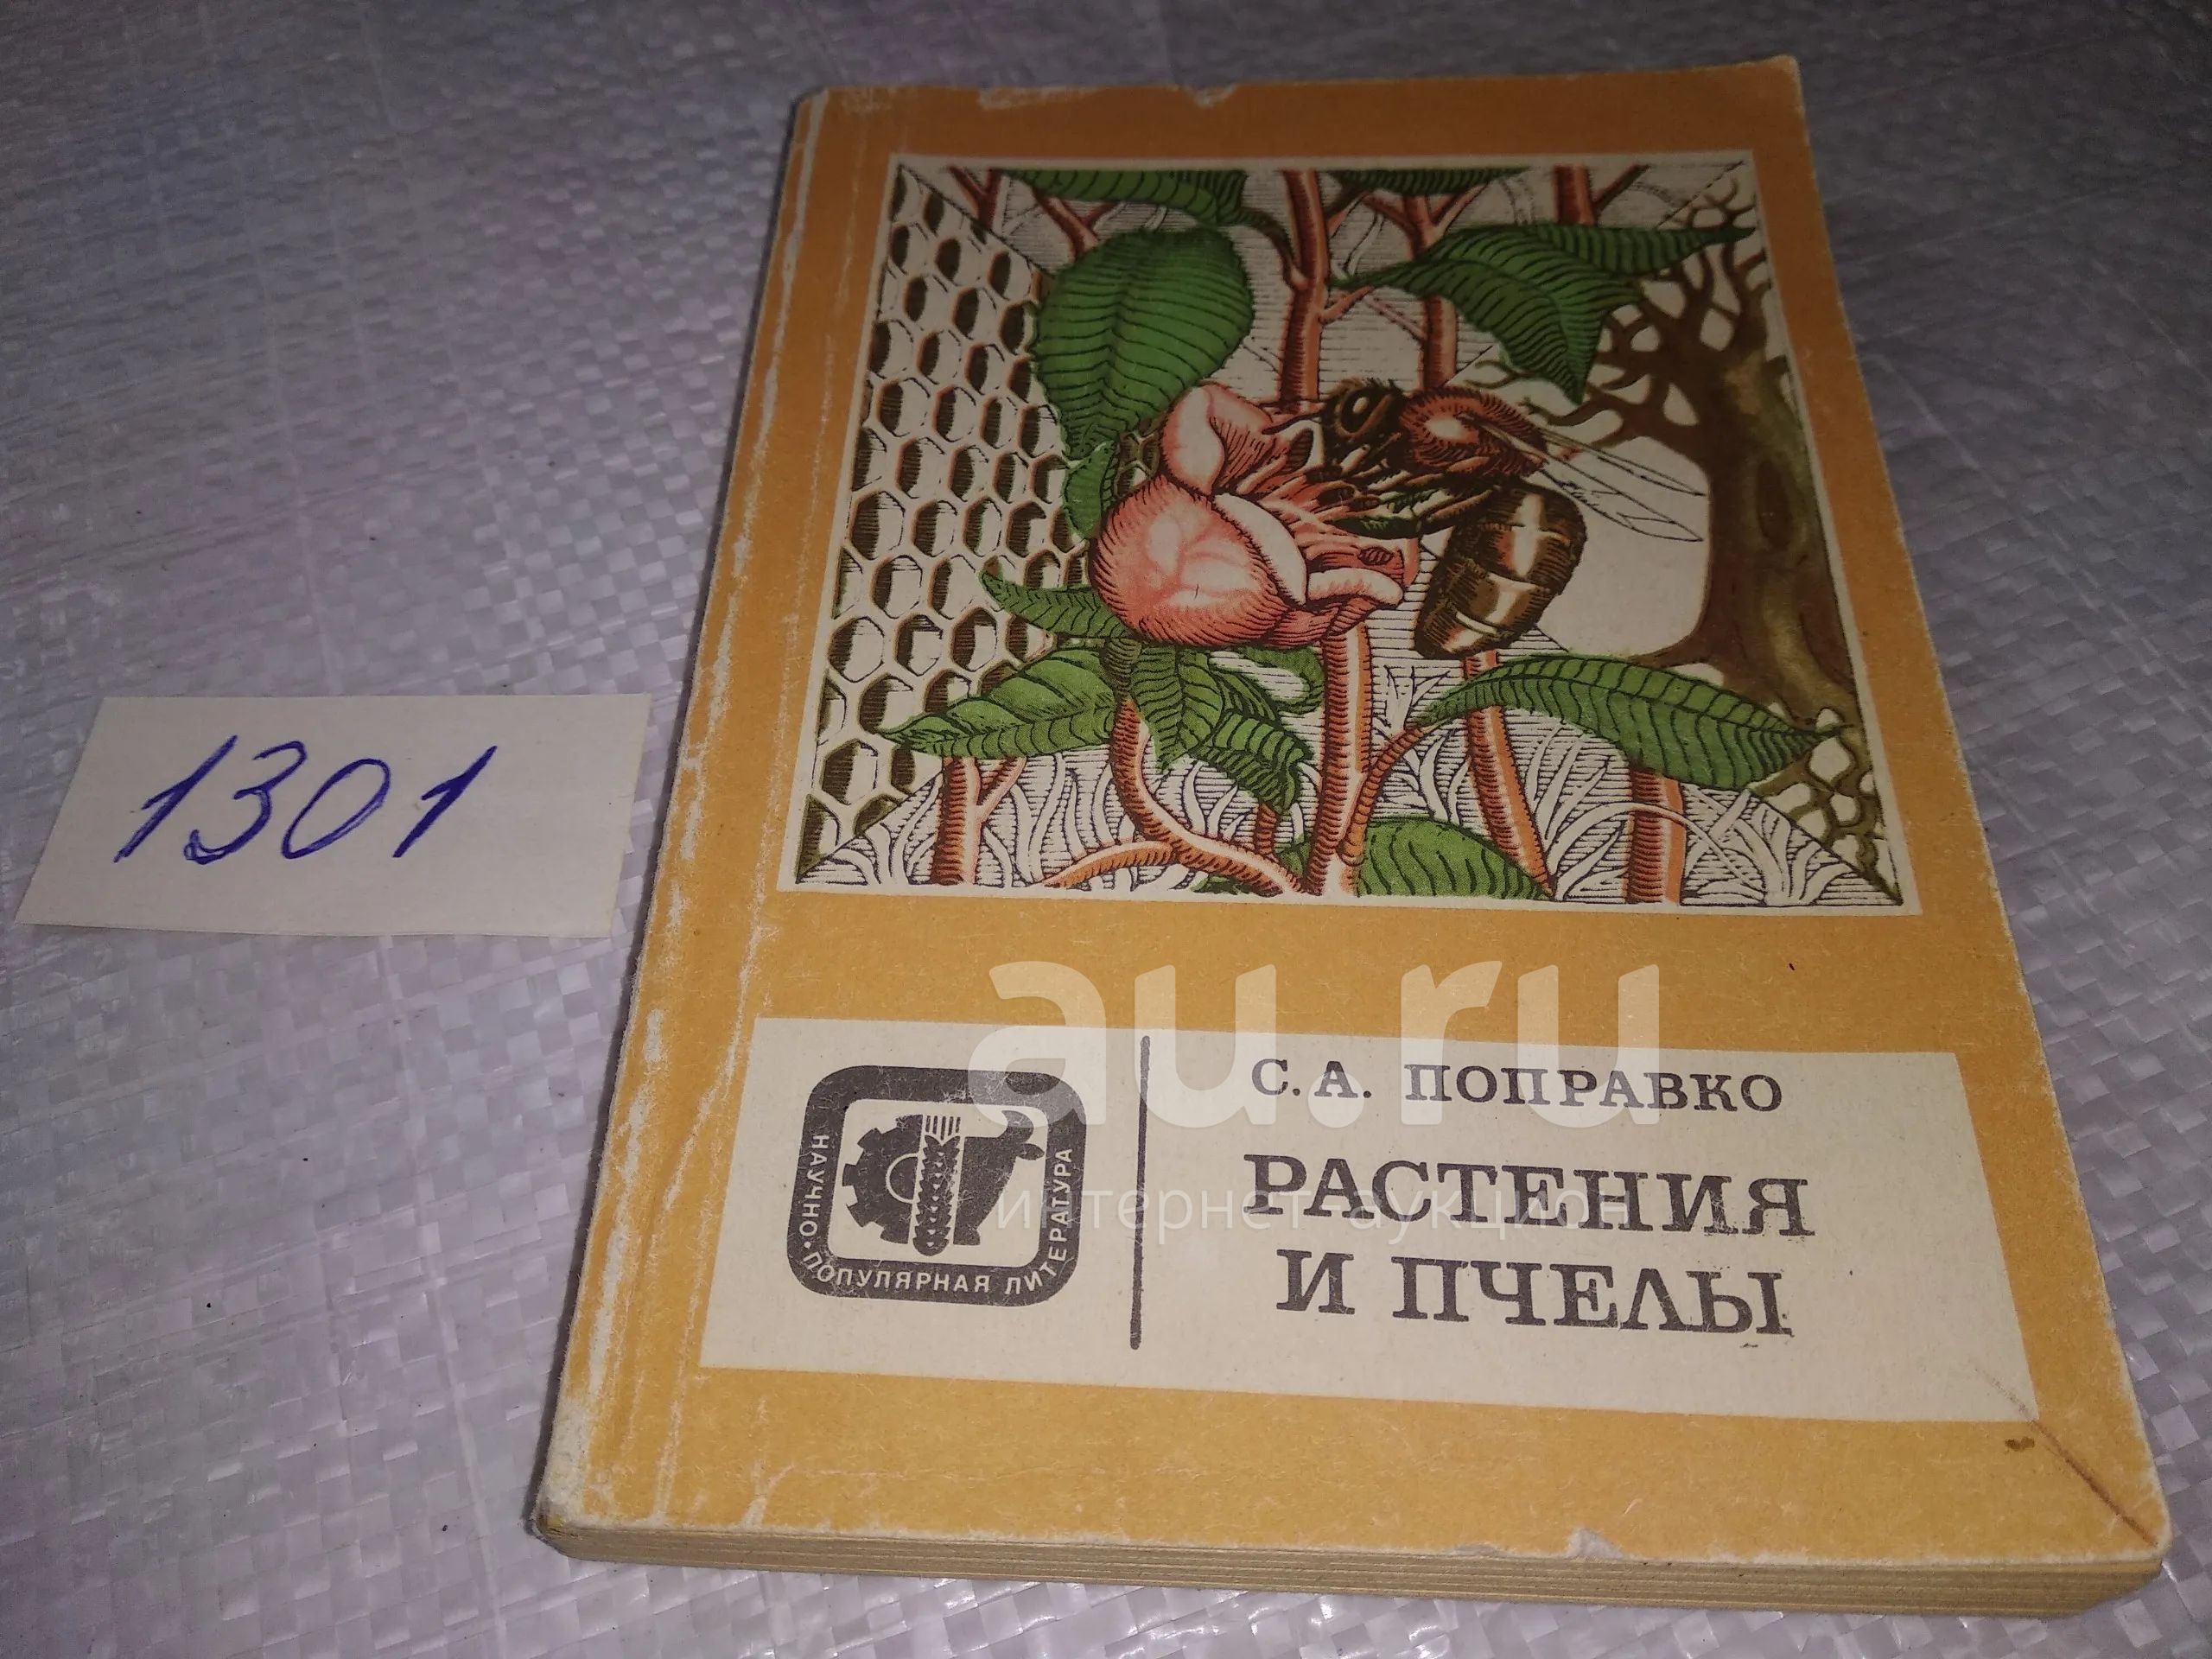 1301
au.ru
интернет-аукцион
С.А. ПОПРАВКО
РАСТЕНИЯ
И ПЧЕЛЫ
НАУЧНО•ПОПУЛЯРНАЯ ЛИТЕРАТУРА